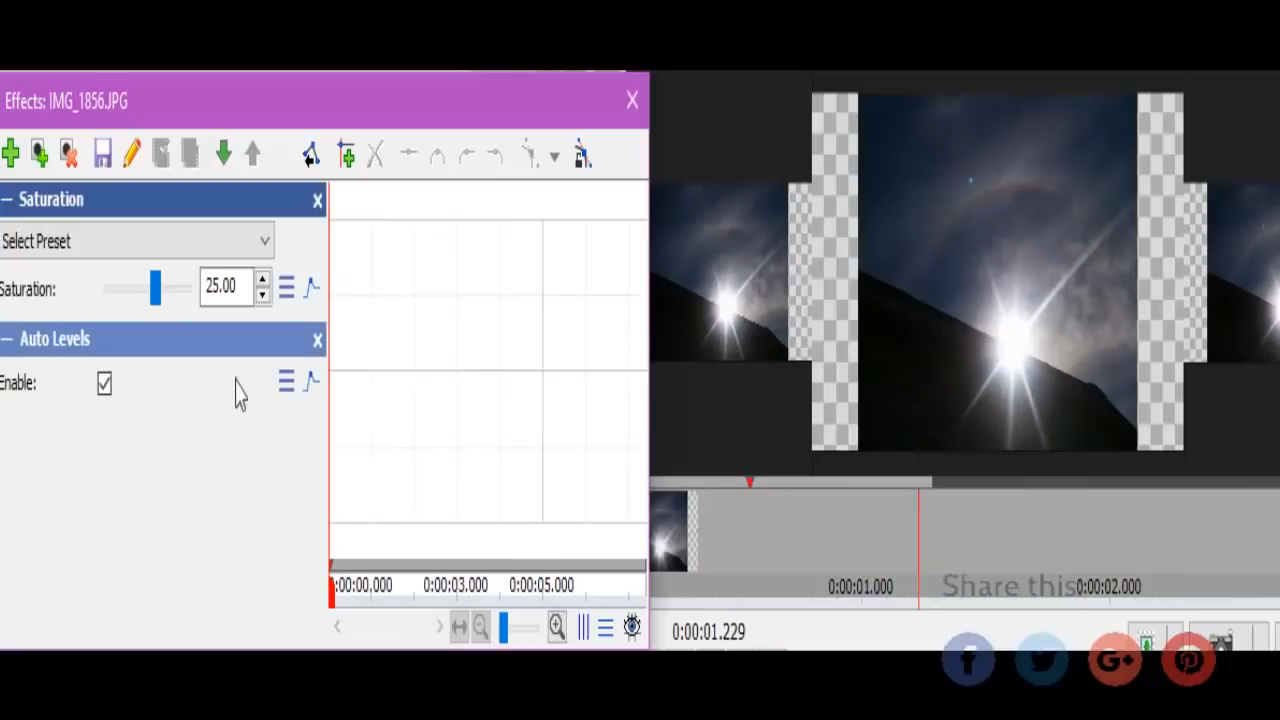 Effects: IMG_1856.JPG
Saturation
Select Preset
Saturation:
25.00
Auto Levels
Enable:
:00:00.000 0:00:03.000 0:00:05.000
0:00:01.000 0:00:02.000
Share this
0:00:01.229
f
G+